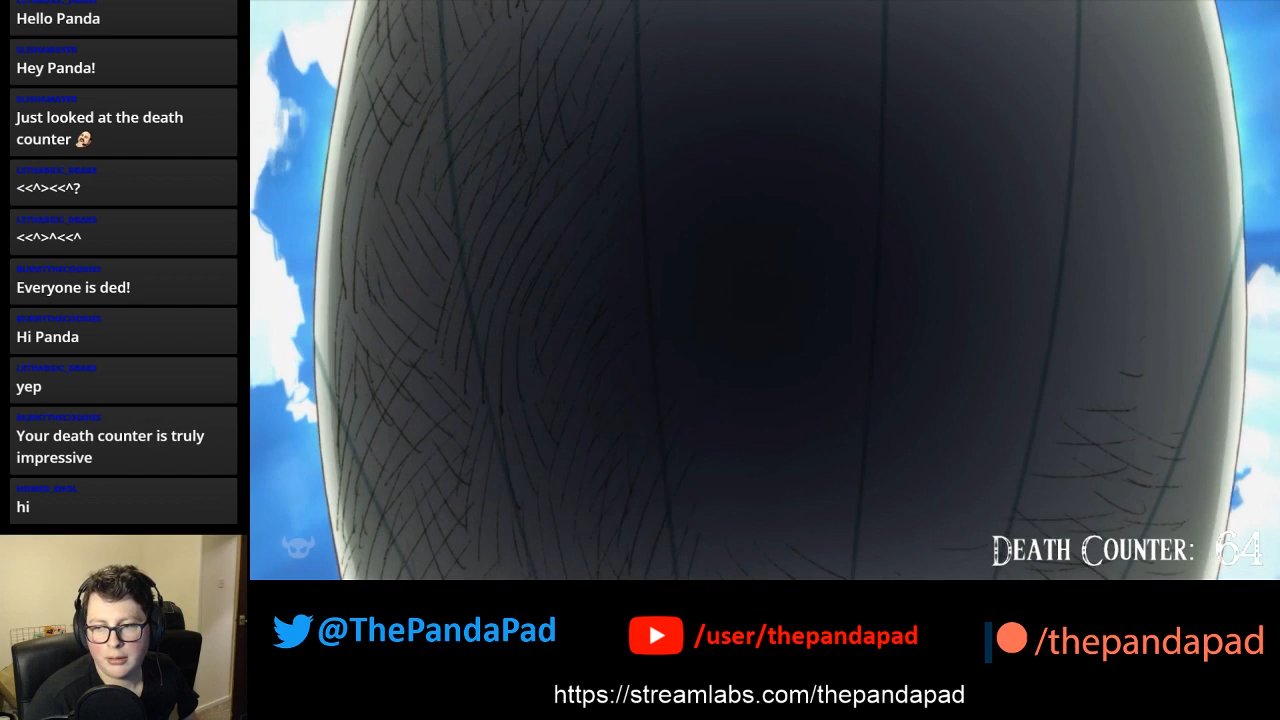 Hello Panda
Hey Panda!
Just looked at the death
counter
<<^><<^?
<<^>^<<^
Everyone is ded!
Hi Panda
yep
Your death counter is truly
impressive
hi
DEATH COUNTER: 64
@ThePandaPad
/user/thepandapad
/thepandapad
https://streamlabs.com/thepandapad